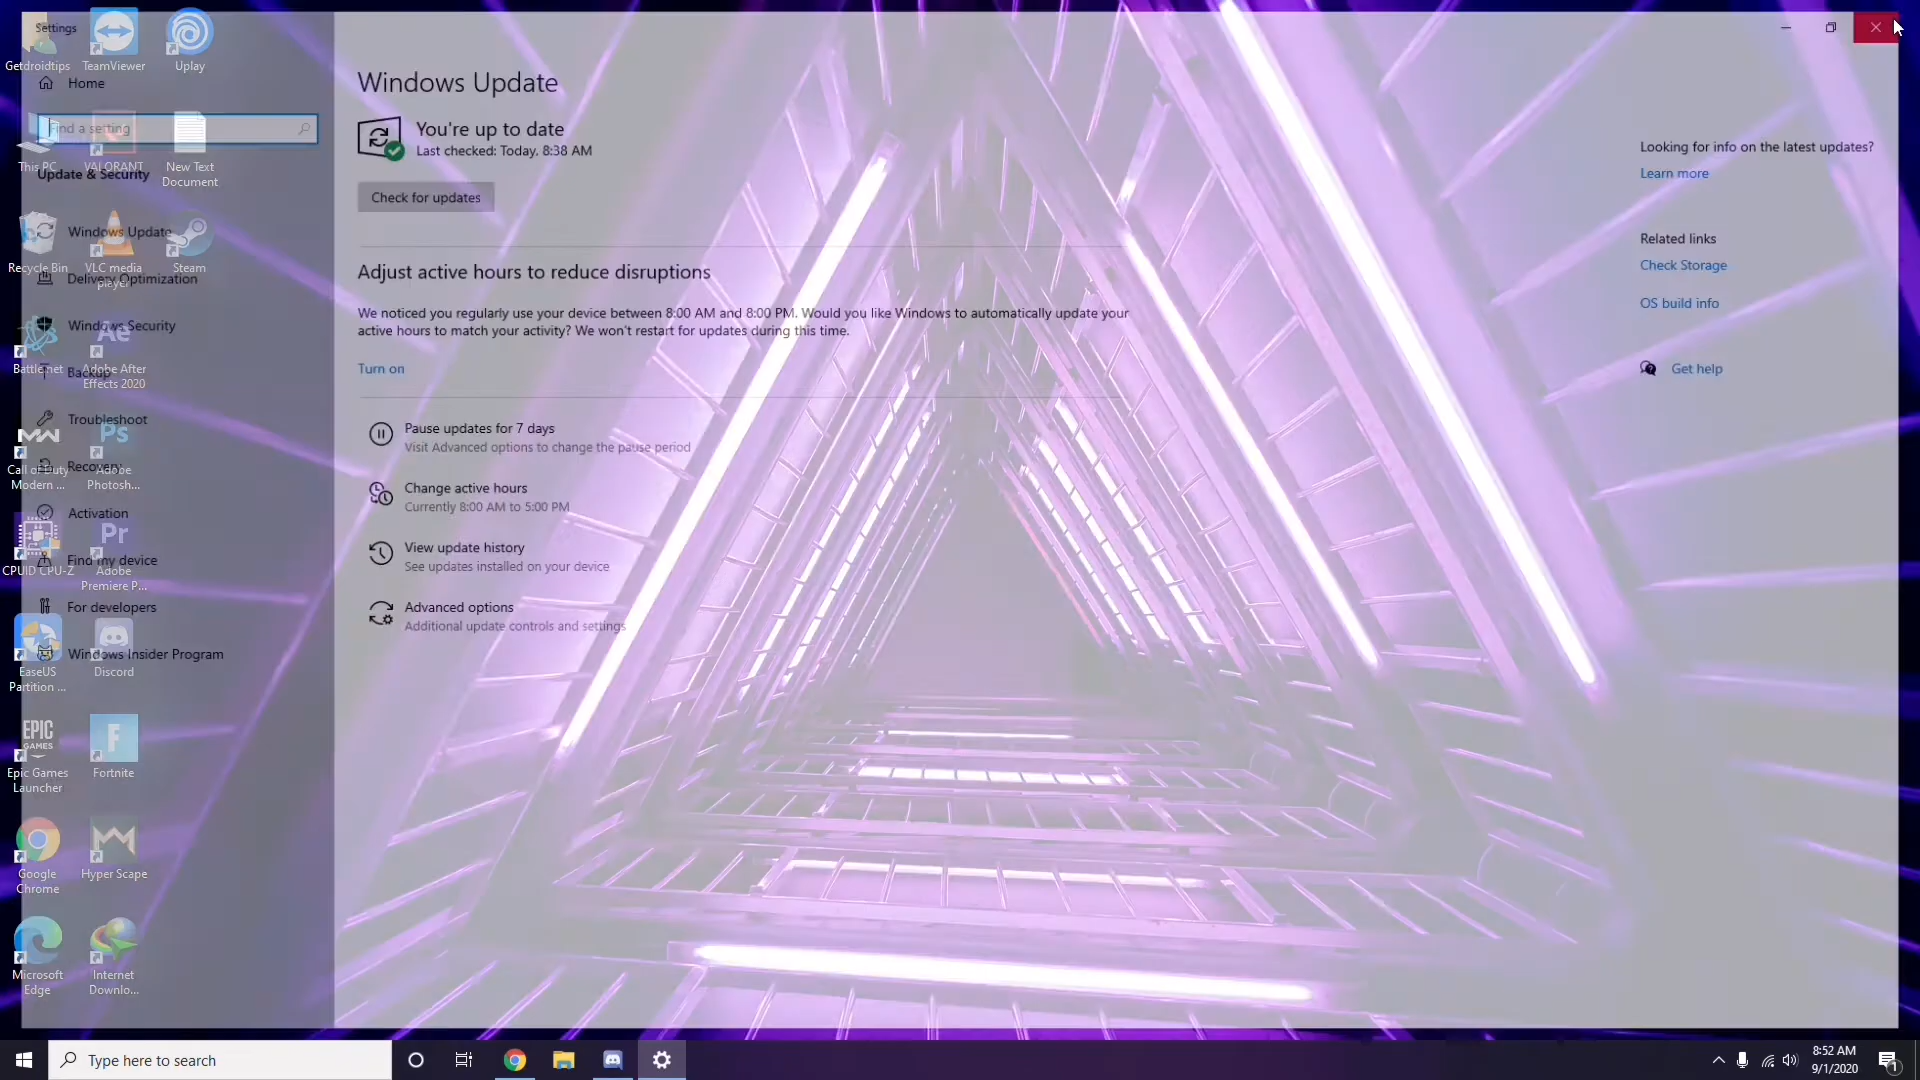 Settings
Home
Find a setting
Update & Security
Windows Update
Delivery Optimization
Windows Security
Backup
Troubleshoot
Recovery
Activation
Find my device
For developers
Windows Insider Program
Windows Update
You're up to date
Last checked: Today, 8:38 AM
Check for updates
Adjust active hours to reduce disruptions
We noticed you regularly use your device between 8:00 AM and 8:00 PM. Would you like Windows to automatically update your
active hours to match your activity? We won't restart for updates during this time.
Turn on
Pause updates for 7 days
Visit Advanced options to change the pause period
Change active hours
Currently 8:00 AM to 5:00 PM
View update history
See updates installed on your device
Advanced options
Additional update controls and settings
Looking for info on the latest updates?
Learn more
Related links
Check Storage
OS build info
Get help
Getdroidtips
TeamViewer
Uplay
This PC
VALORANT
New Text
Document
Recycle Bin
VLC media
player
Steam
Battle.net
Ae
Adobe After
Effects 2020
MW
Call of Duty
Modern ...
Ps
Adobe
Photosh...
CPUID CPU-Z
Pr
Adobe
Premiere P...
EaseUS
Partition ...
Discord
EPIC
GAMES
Epic Games
Launcher
F
Fortnite
Google
Chrome
Hyper Scape
Microsoft
Edge
Internet
Downlo...
Type here to search
8:52 AM
9/1/2020
1